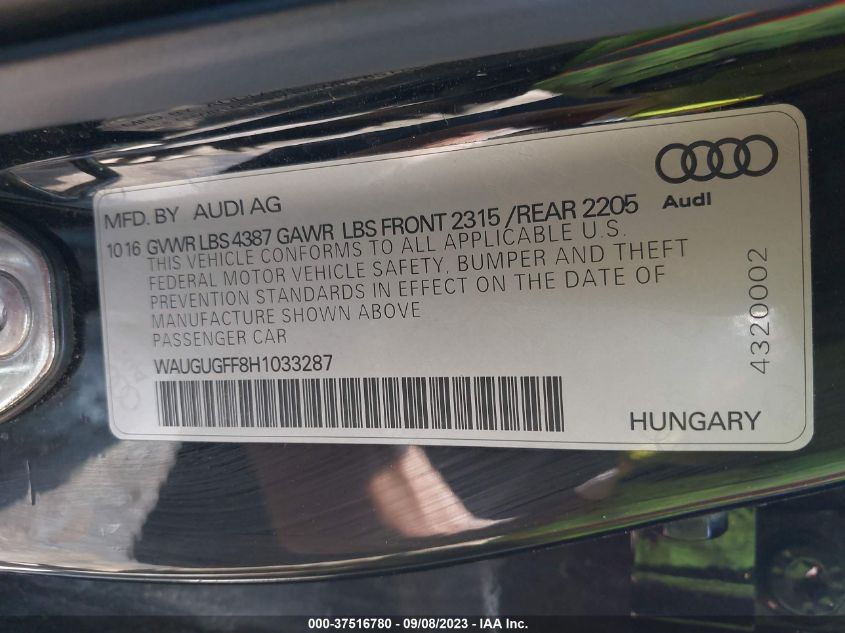 MFD. BY AUDI AG
Audi
10 16 GVWR LBS 4387 GAWR LBS FRONT 2315 /REAR 2205
THIS VEHICLE CONFORMS TO ALL APPLICABLE U.S.
FEDERAL MOTOR VEHICLE SAFETY, BUMPER AND THEFT
PREVENTION STANDARDS IN EFFECT ON THE DATE OF
MANUFACTURE SHOWN ABOVE
PASSENGER CAR
WAUGUGFF8H1033287
HUNGARY
4320002
000-37516780 - 09/08/2023 - IAA Inc.